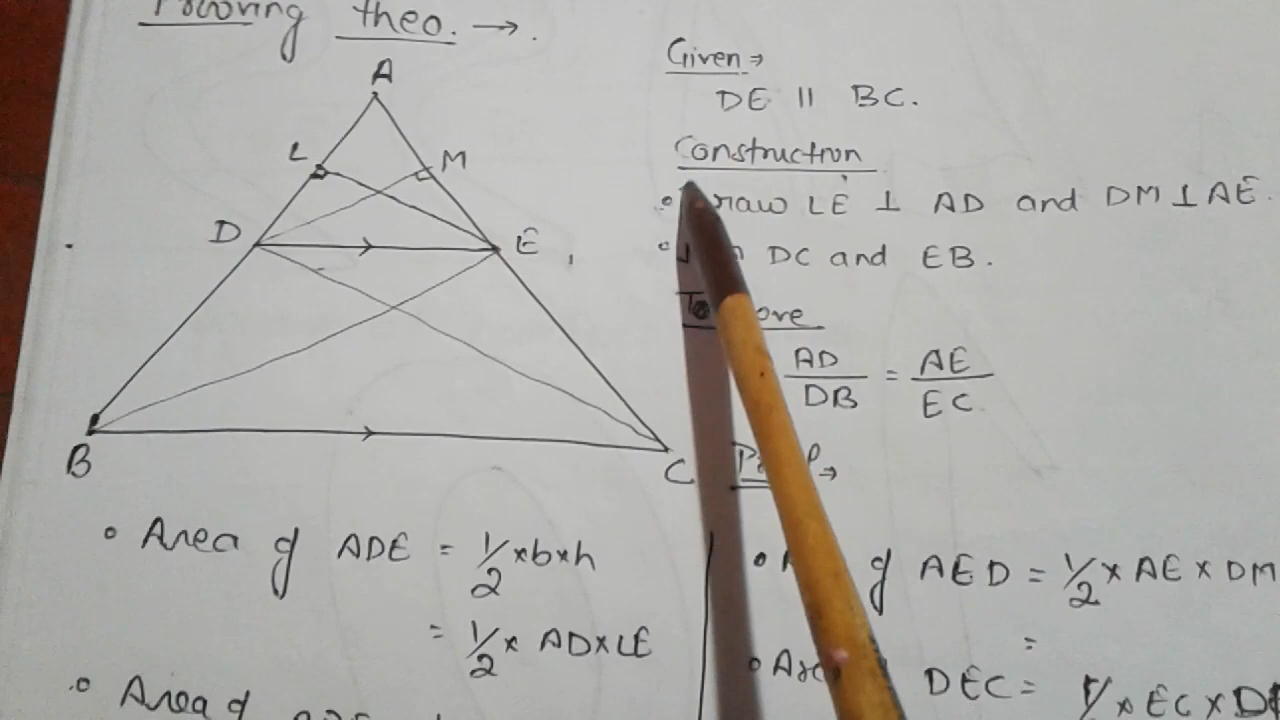 Proving theo. →.
Given ⇒
DE || BC.
Construction
raw LE ⊥ AD and DM ⊥ AE.
DC and EB.
AD/DB = AE/EC
A
L
M
D
E
B
C
• Area of ADE = 1/2 × b × h
= 1/2 × AD × LE
• Area of
of AED = 1/2 × AE × DM
=
DEC = 1/ × EC × D